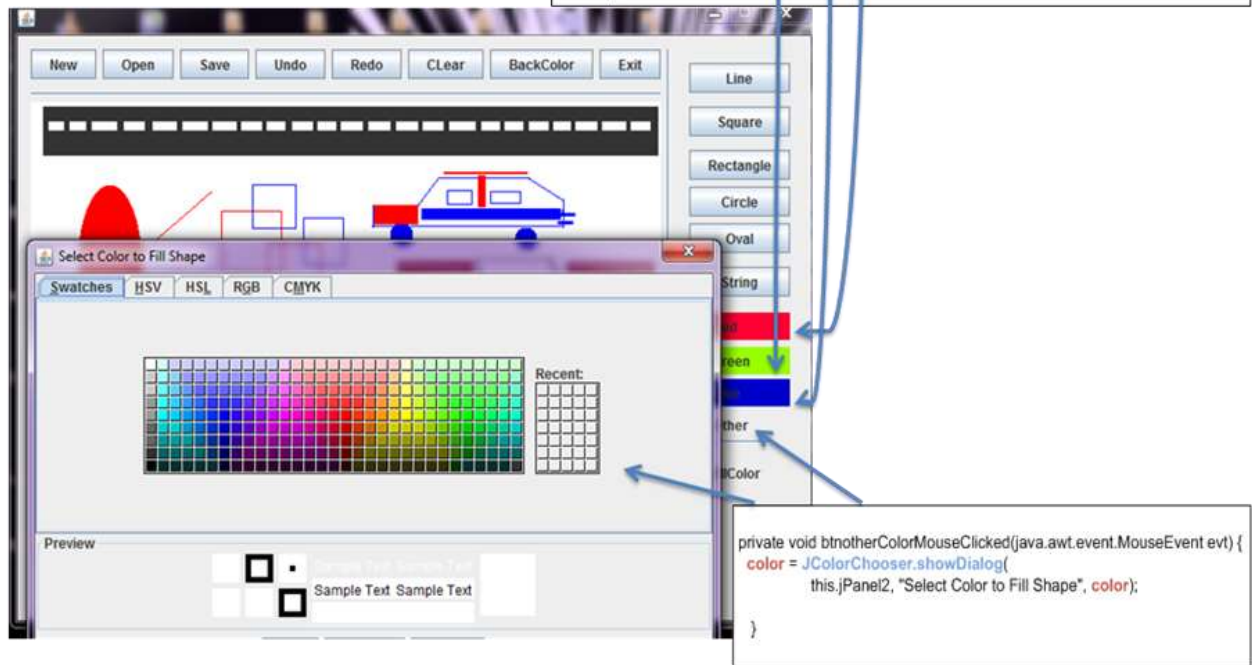 New Open Save Undo Redo CLear BackColor Exit
Line
Square
Rectangle
Circle
Oval
String
Select Color to Fill Shape
Swatches HSV HSL RGB CMYK
Recent:
reen
ther
lColor
Preview
Sample Text Sample Text
Sample Text Sample Text
private void btnotherColorMouseClicked(java.awt.event.MouseEvent evt) {
color = JColorChooser.showDialog(
this.jPanel2, "Select Color to Fill Shape", color);
}